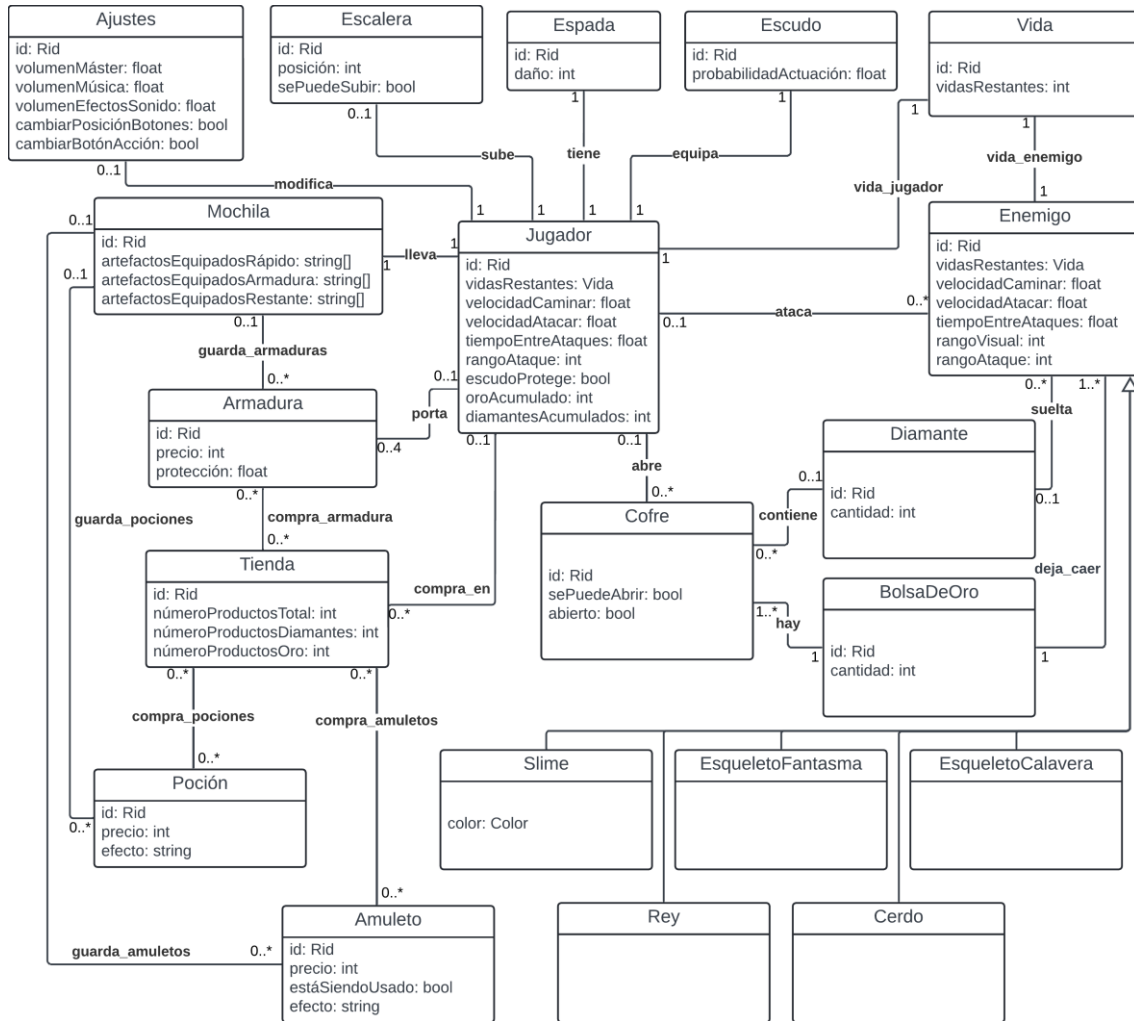 Ajustes
id: Rid
volumenMáster: float
volumenMúsica: float
volumenEfectosSonido: float
cambiarPosiciónBotones: bool
cambiarBotónAcción: bool
0..1
Escalera
id: Rid
posición: int
sePuedeSubir: bool
0..1
Espada
id: Rid
daño: int
1
Escudo
id: Rid
probabilidadActuación: float
1
Vida
id: Rid
vidasRestantes: int
1
1
sube
tiene
equipa
vida_enemigo
modifica
vida_jugador
1
1
1
1
1
Mochila
id: Rid
artefactosEquipadosRápido: string[]
artefactosEquipadosArmadura: string[]
artefactosEquipadosRestante: string[]
0..1
0..1
0..1
1
lleva
1
Jugador
id: Rid
vidasRestantes: Vida
velocidadCaminar: float
velocidadAtacar: float
tiempoEntreAtaques: float
rangoAtaque: int
escudoProtege: bool
oroAcumulado: int
diamantesAcumulados: int
1
0..1
ataca
0..*
Enemigo
id: Rid
vidasRestantes: Vida
velocidadCaminar: float
velocidadAtacar: float
tiempoEntreAtaques: float
rangoVisual: int
rangoAtaque: int
0..*
1..*
guarda_armaduras
0..*
0..1
porta
0..4
suelta
Armadura
id: Rid
precio: int
protección: float
0..*
0..1
0..1
abre
0..*
Diamante
id: Rid
cantidad: int
0..1
0..1
contiene
0..*
guarda_pociones
compra_armadura
0..*
Cofre
id: Rid
sePuedeAbrir: bool
abierto: bool
1..*
Tienda
id: Rid
númeroProductosTotal: int
númeroProductosDiamantes: int
númeroProductosOro: int
0..*
0..*
compra_en
0..*
deja_caer
BolsaDeOro
id: Rid
cantidad: int
hay
1
1
compra_pociones
compra_amuletos
0..*
Poción
id: Rid
precio: int
efecto: string
0..*
Slime
color: Color
EsqueletoFantasma
EsqueletoCalavera
0..*
Amuleto
id: Rid
precio: int
estáSiendoUsado: bool
efecto: string
guarda_amuletos
0..*
Rey
Cerdo